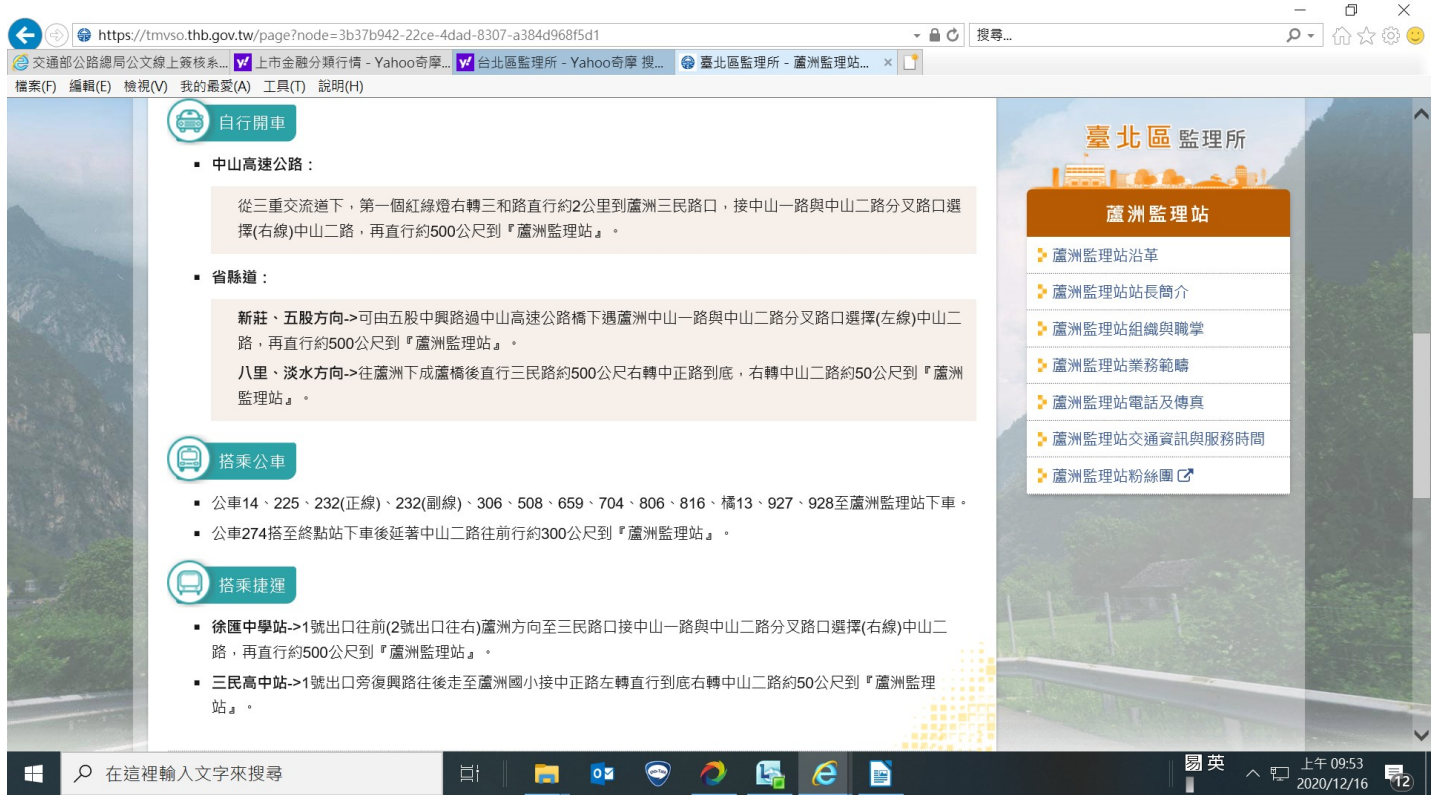 https://tmvso.thb.gov.tw/page?node=3b37b942-22ce-4dad-8307-a384d968f5d1
搜尋...
交通部公路總局公文線上簽核系... 上市金融分類行情 - Yahoo奇摩... 台北區監理所 - Yahoo奇摩 搜... 臺北區監理所 - 蘆洲監理站...
檔案(F) 編輯(E) 檢視(V) 我的最愛(A) 工具(T) 說明(H)
自行開車
中山高速公路：
從三重交流道下，第一個紅綠燈右轉三和路直行約2公里到蘆洲三民路口，接中山一路與中山二路分叉路口選
擇(右線)中山二路，再直行約500公尺到『蘆洲監理站』。
省縣道：
新莊、五股方向->可由五股中興路過中山高速公路橋下遇蘆洲中山一路與中山二路分叉路口選擇(左線)中山二
路，再直行約500公尺到『蘆洲監理站』。
八里、淡水方向->往蘆洲下成蘆橋後直行三民路約500公尺右轉中正路到底，右轉中山二路約50公尺到『蘆洲
監理站』。
搭乘公車
公車14、225、232(正線)、232(副線)、306、508、659、704、806、816、橘13、927、928至蘆洲監理站下車。
公車274搭至終點站下車後延著中山二路往前行約300公尺到『蘆洲監理站』。
搭乘捷運
徐匯中學站->1號出口往前(2號出口往右)蘆洲方向至三民路口接中山一路與中山二路分叉路口選擇(右線)中山二
路，再直行約500公尺到『蘆洲監理站』。
三民高中站->1號出口旁復興路往後走至蘆洲國小接中正路左轉直行到底右轉中山二路約50公尺到『蘆洲監理
站』。
臺北區監理所
蘆洲監理站
蘆洲監理站沿革
蘆洲監理站站長簡介
蘆洲監理站組織與職掌
蘆洲監理站業務範疇
蘆洲監理站電話及傳真
蘆洲監理站交通資訊與服務時間
蘆洲監理站粉絲團
在這裡輸入文字來搜尋
易 英
上午 09:53
2020/12/16
12